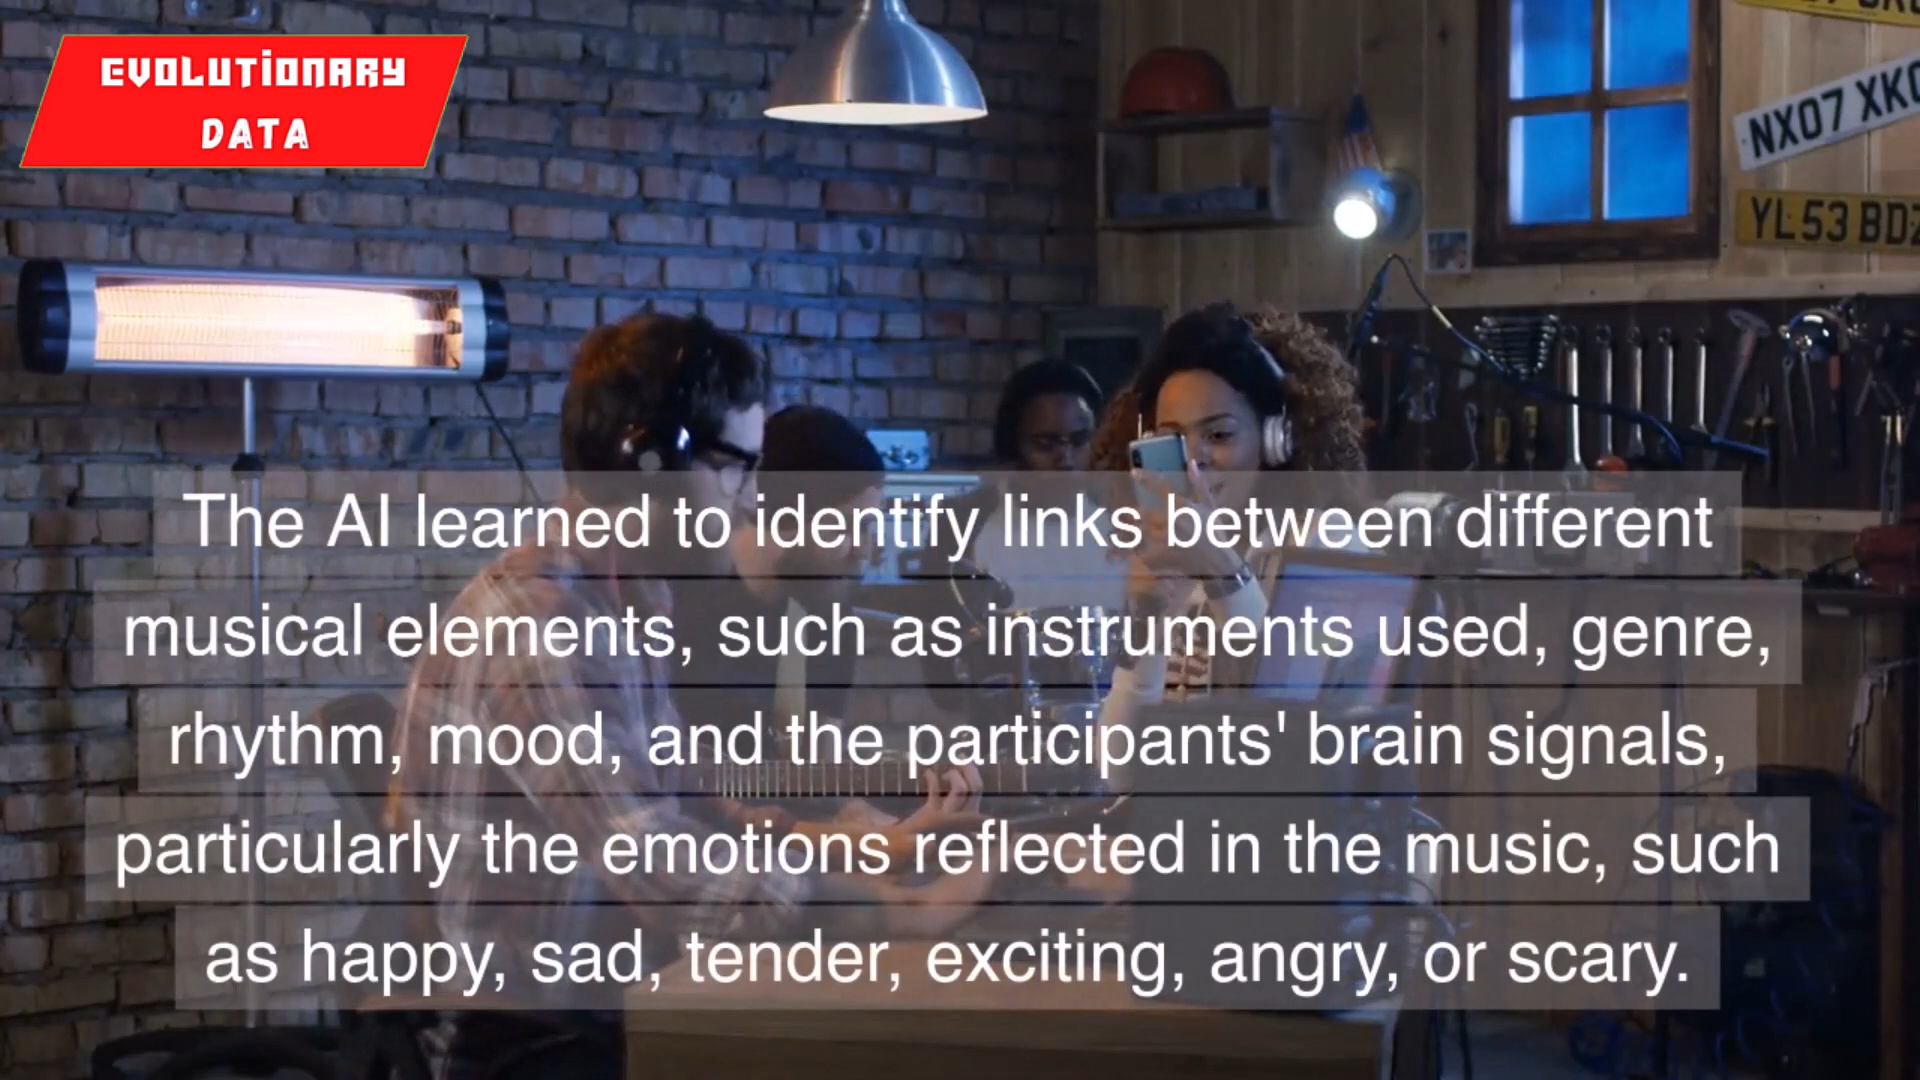 EVOLUTIONARY
DATA
NX07 XK
YL53 BD
The AI learned to identify links between different
musical elements, such as instruments used, genre,
rhythm, mood, and the participants' brain signals,
particularly the emotions reflected in the music, such
as happy, sad, tender, exciting, angry, or scary.